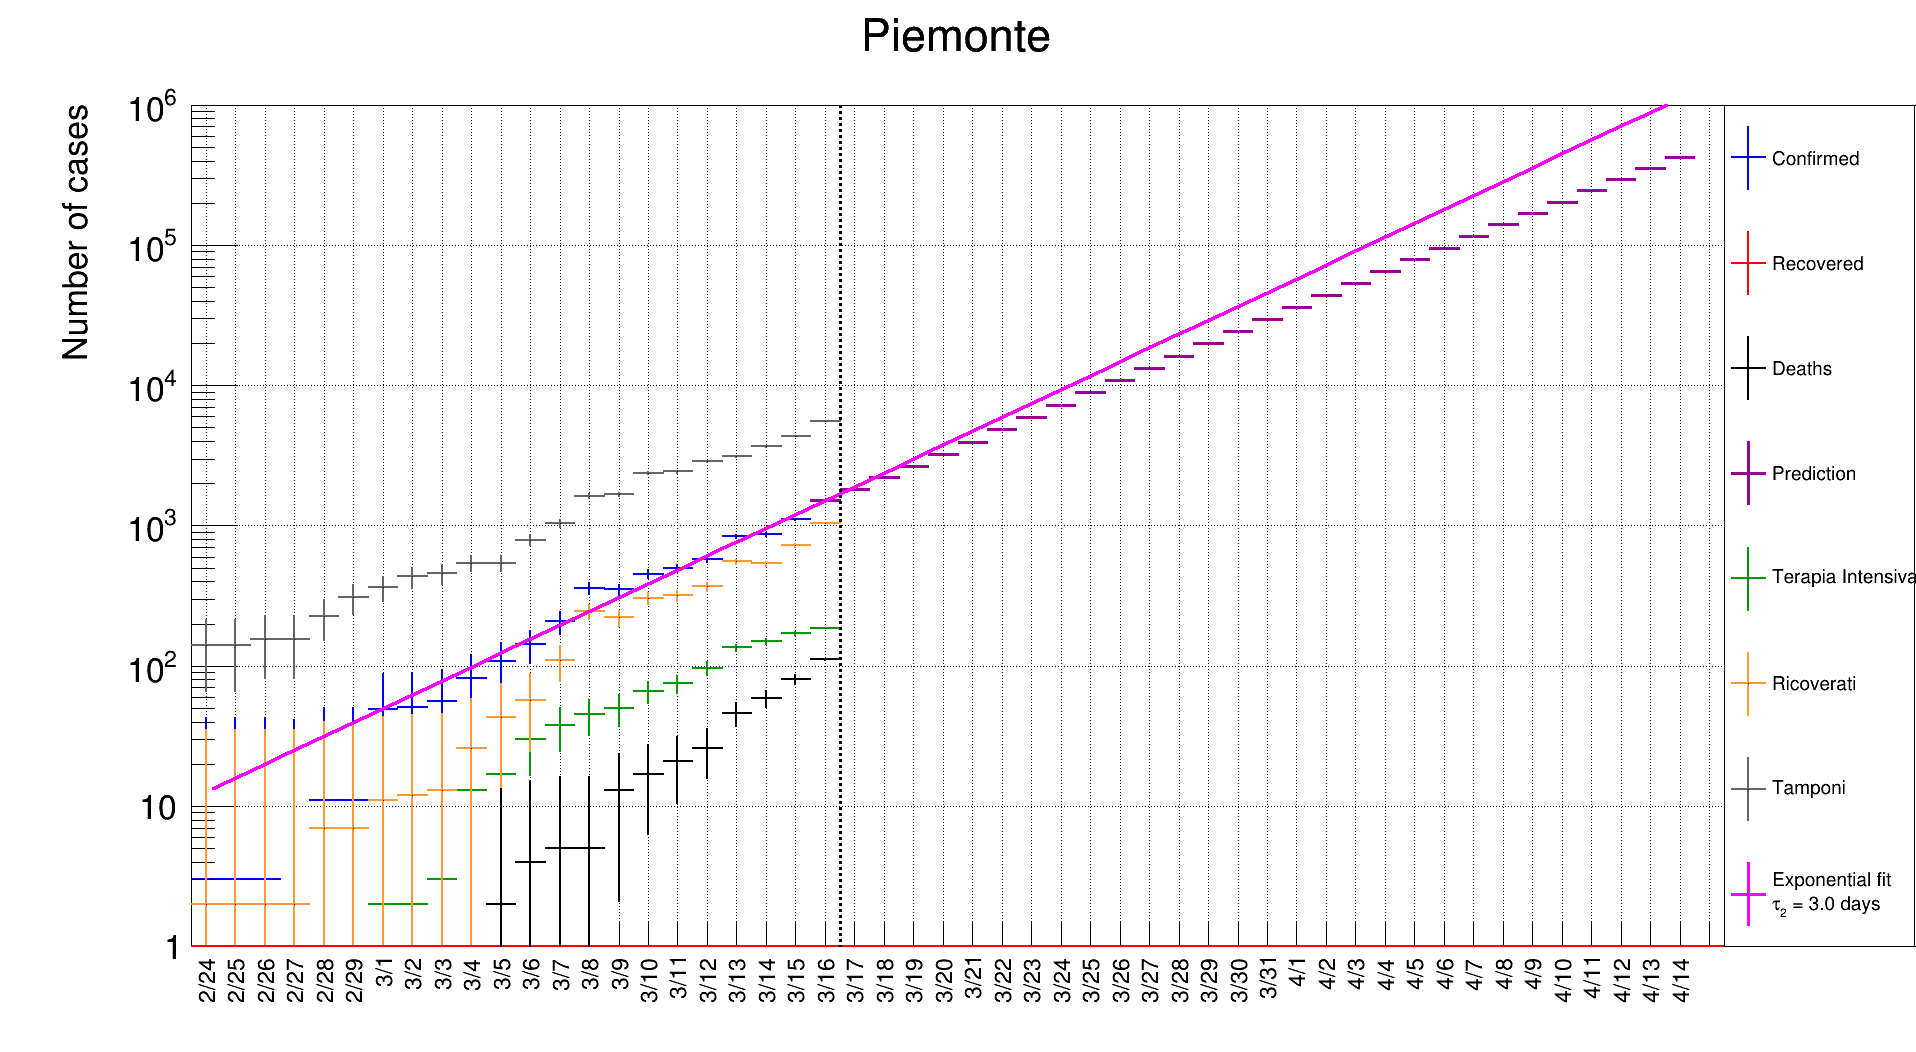 Piemonte
Number of cases
10^6
10^5
10^4
10^3
10^2
10
1
2/24 2/25 2/26 2/27 2/28 2/29 3/1 3/2 3/3 3/4 3/5 3/6 3/7 3/8 3/9 3/10 3/11 3/12 3/13 3/14 3/15 3/16 3/17 3/18 3/19 3/20 3/21 3/22 3/23 3/24 3/25 3/26 3/27 3/28 3/29 3/30 3/31 4/1 4/2 4/3 4/4 4/5 4/6 4/7 4/8 4/9 4/10 4/11 4/12 4/13 4/14
Confirmed
Recovered
Deaths
Prediction
Terapia Intensiva
Ricoverati
Tamponi
Exponential fit
τ₂ = 3.0 days